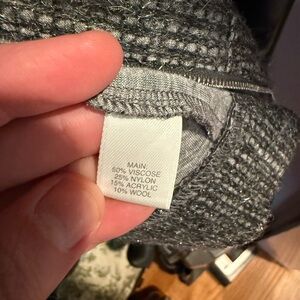 MAIN:
50% VISCOSE
25% NYLON
15% ACRYLIC
10% WOOL